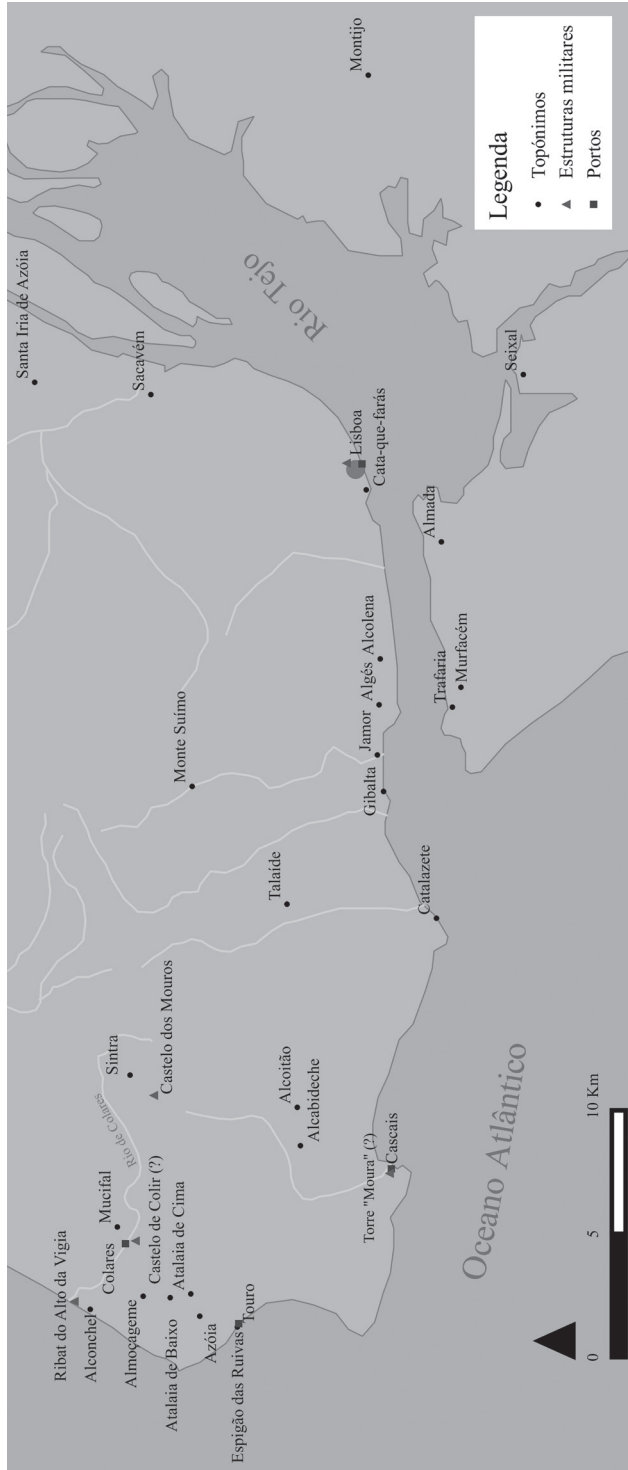 Ribat do Alto da Vigia
Alconchel
Colares
Mucifal
Rio de Colares
Sintra
Castelo dos Mouros
Almoçageme
Castelo de Colir (?)
Atalaia de Baixo
Atalaia de Cima
Azóia
Espigão das Ruivas
Touro
Alcabideche
Alcoitão
Torre "Moura" (?)
Cascais
Talaíde
Monte Suimo
Catalazete
Gibalta
Jamor
Algés
Alcolena
Santa Iria de Azóia
Sacavém
Rio Tejo
Lisboa
Cata-que-farás
Montijo
Almada
Trafaria
Murfacém
Seixal
Oceano Atlântico
0 5 10 Km
Legenda
Topónimos
Estruturas militares
Portos